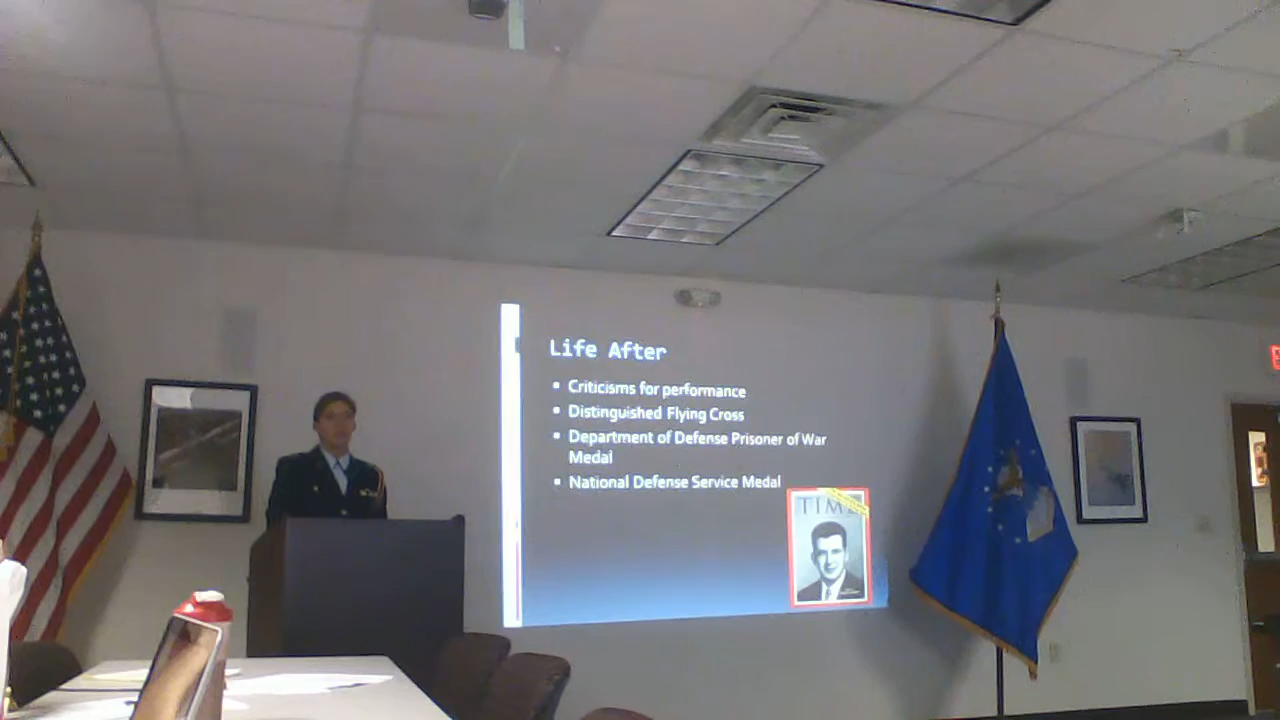 Life After
▪ Criticisms for performance
▪ Distinguished Flying Cross
▪ Department of Defense Prisoner of War
Medal
▪ National Defense Service Medal
TIME